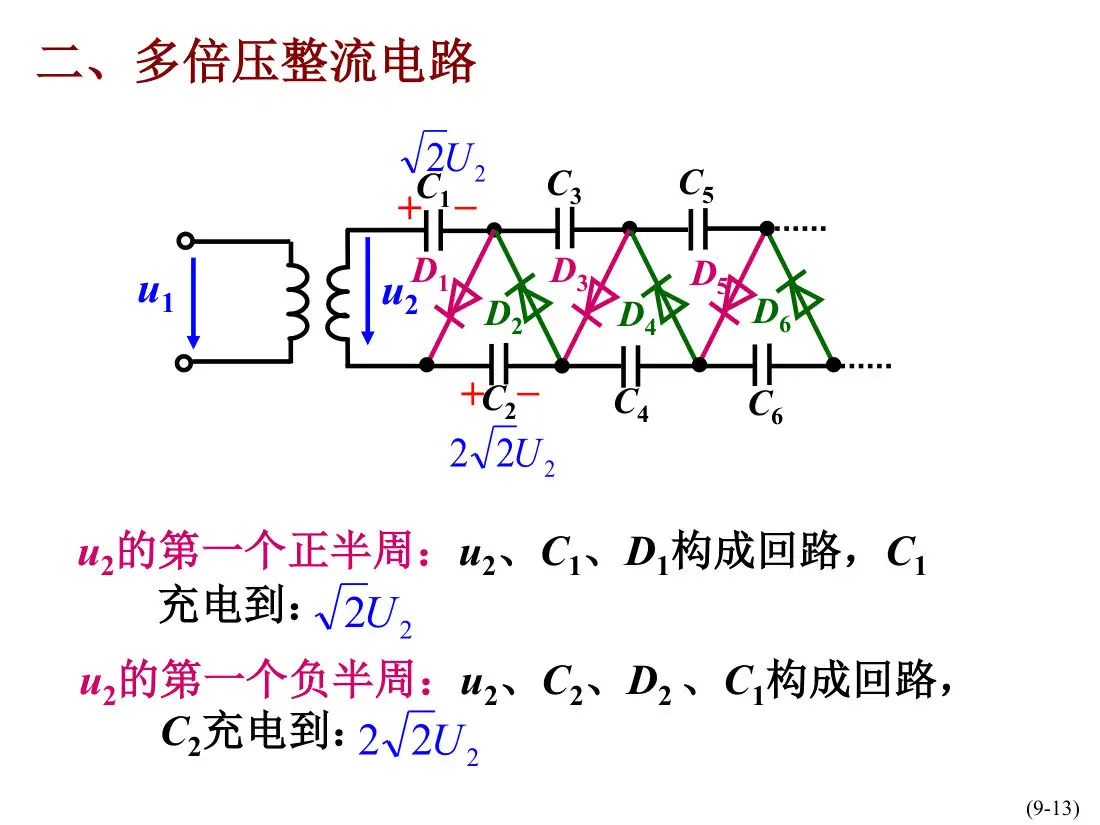 二、多倍压整流电路
√2U₂
C₁ C₃ C₅
+ −
u₁ u₂ D₁ D₃ D₅
D₂ D₄ D₆
+ −
C₂ C₄ C₆
2√2U₂
u₂的第一个正半周：u₂、C₁、D₁构成回路，C₁
充电到：√2U₂
u₂的第一个负半周：u₂、C₂、D₂、C₁构成回路，
C₂充电到：2√2U₂
(9-13)